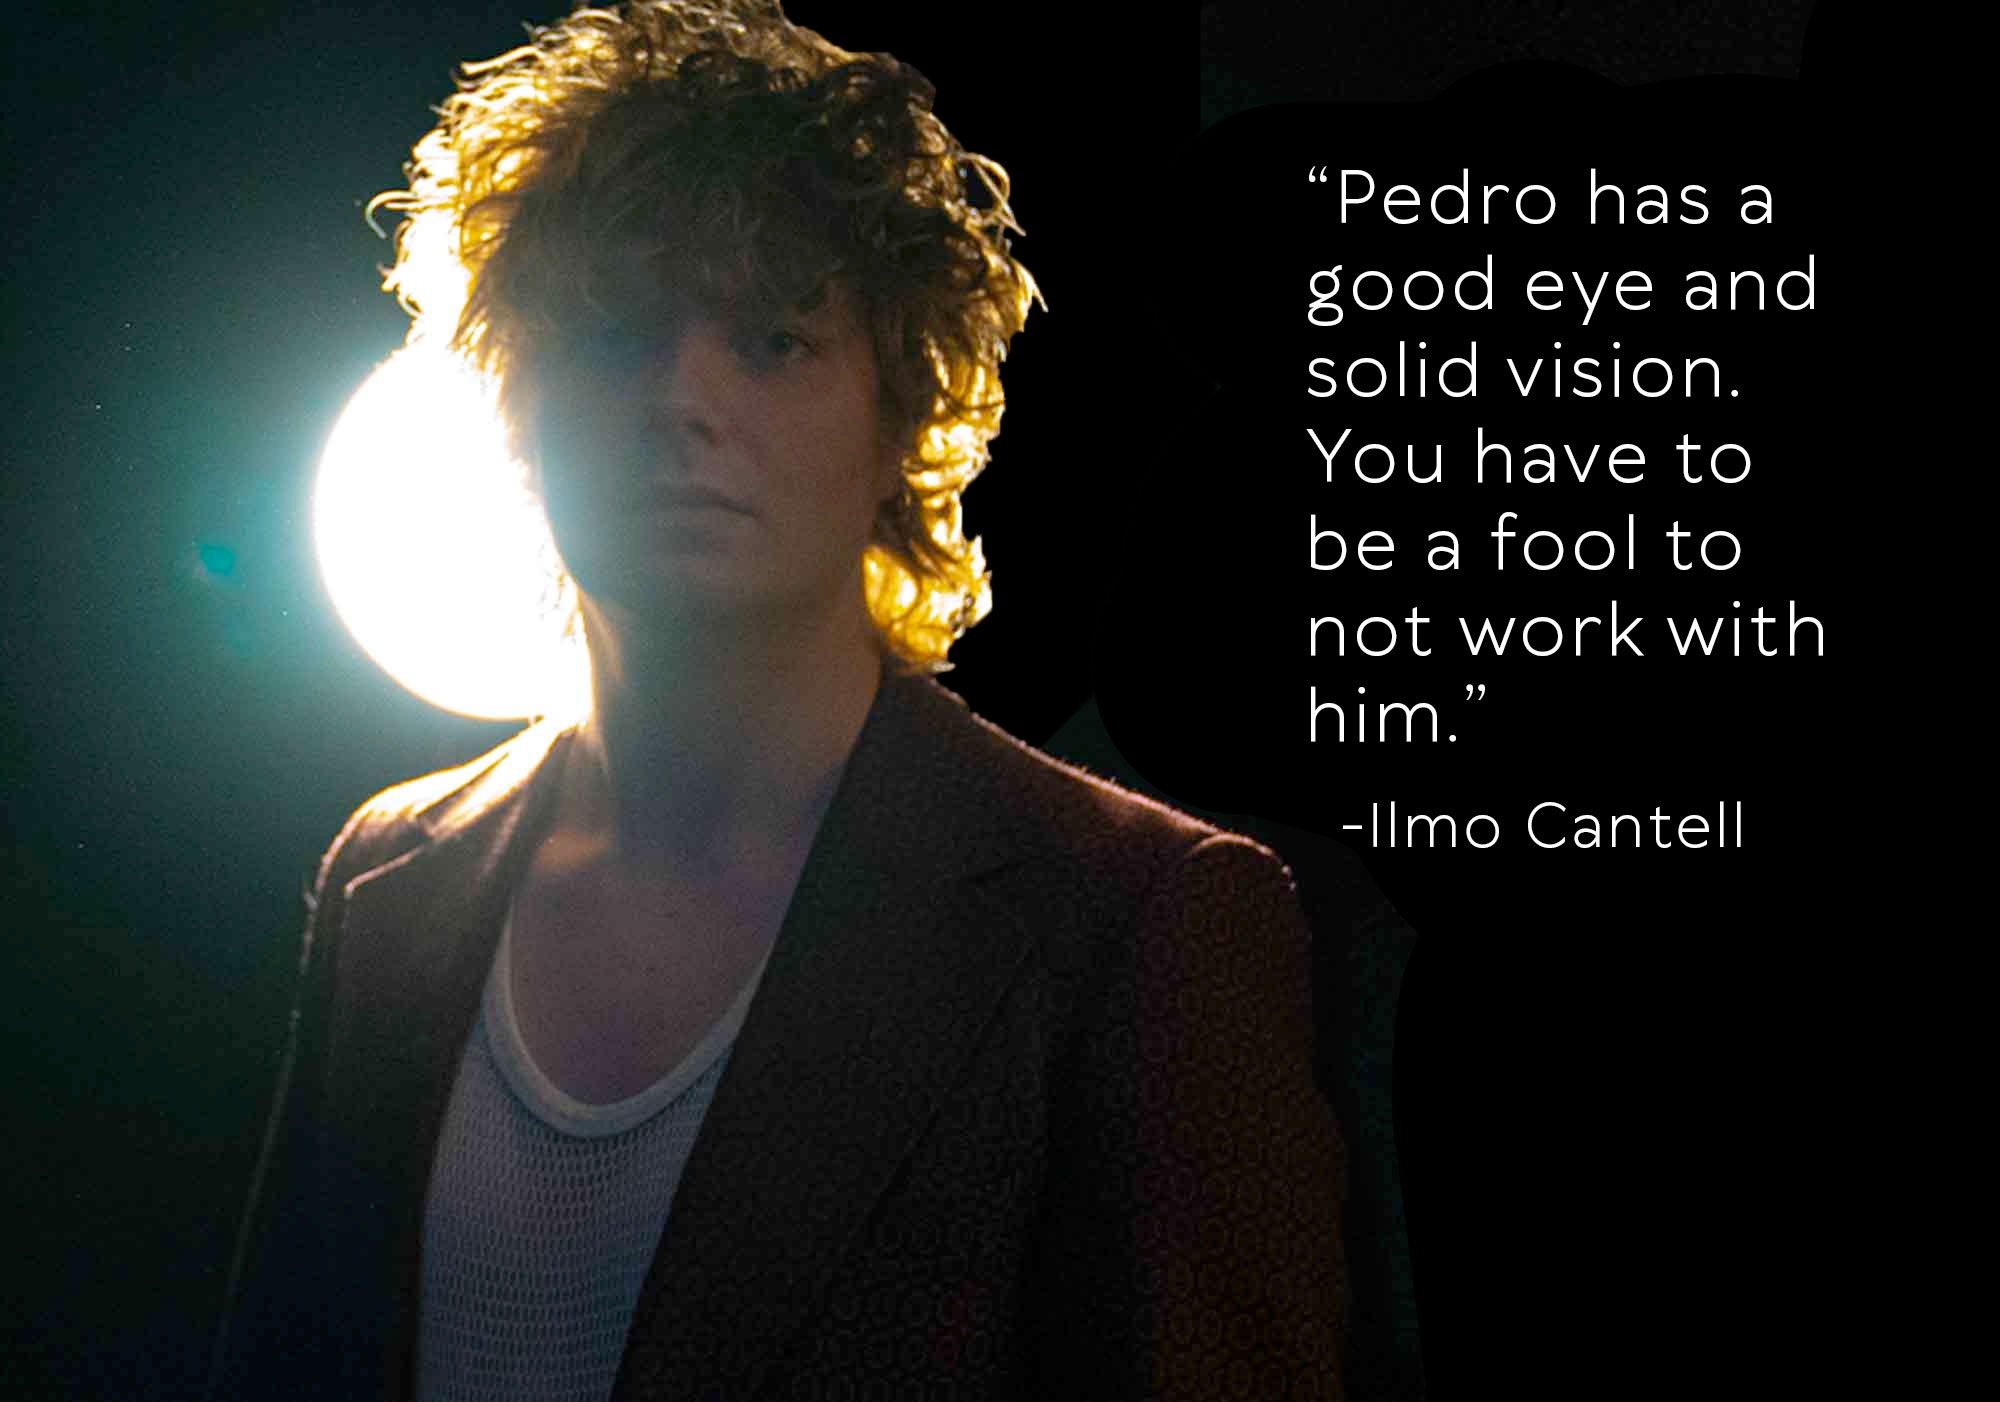 “Pedro has a
good eye and
solid vision.
You have to
be a fool to
not work with
him.”
-Ilmo Cantell